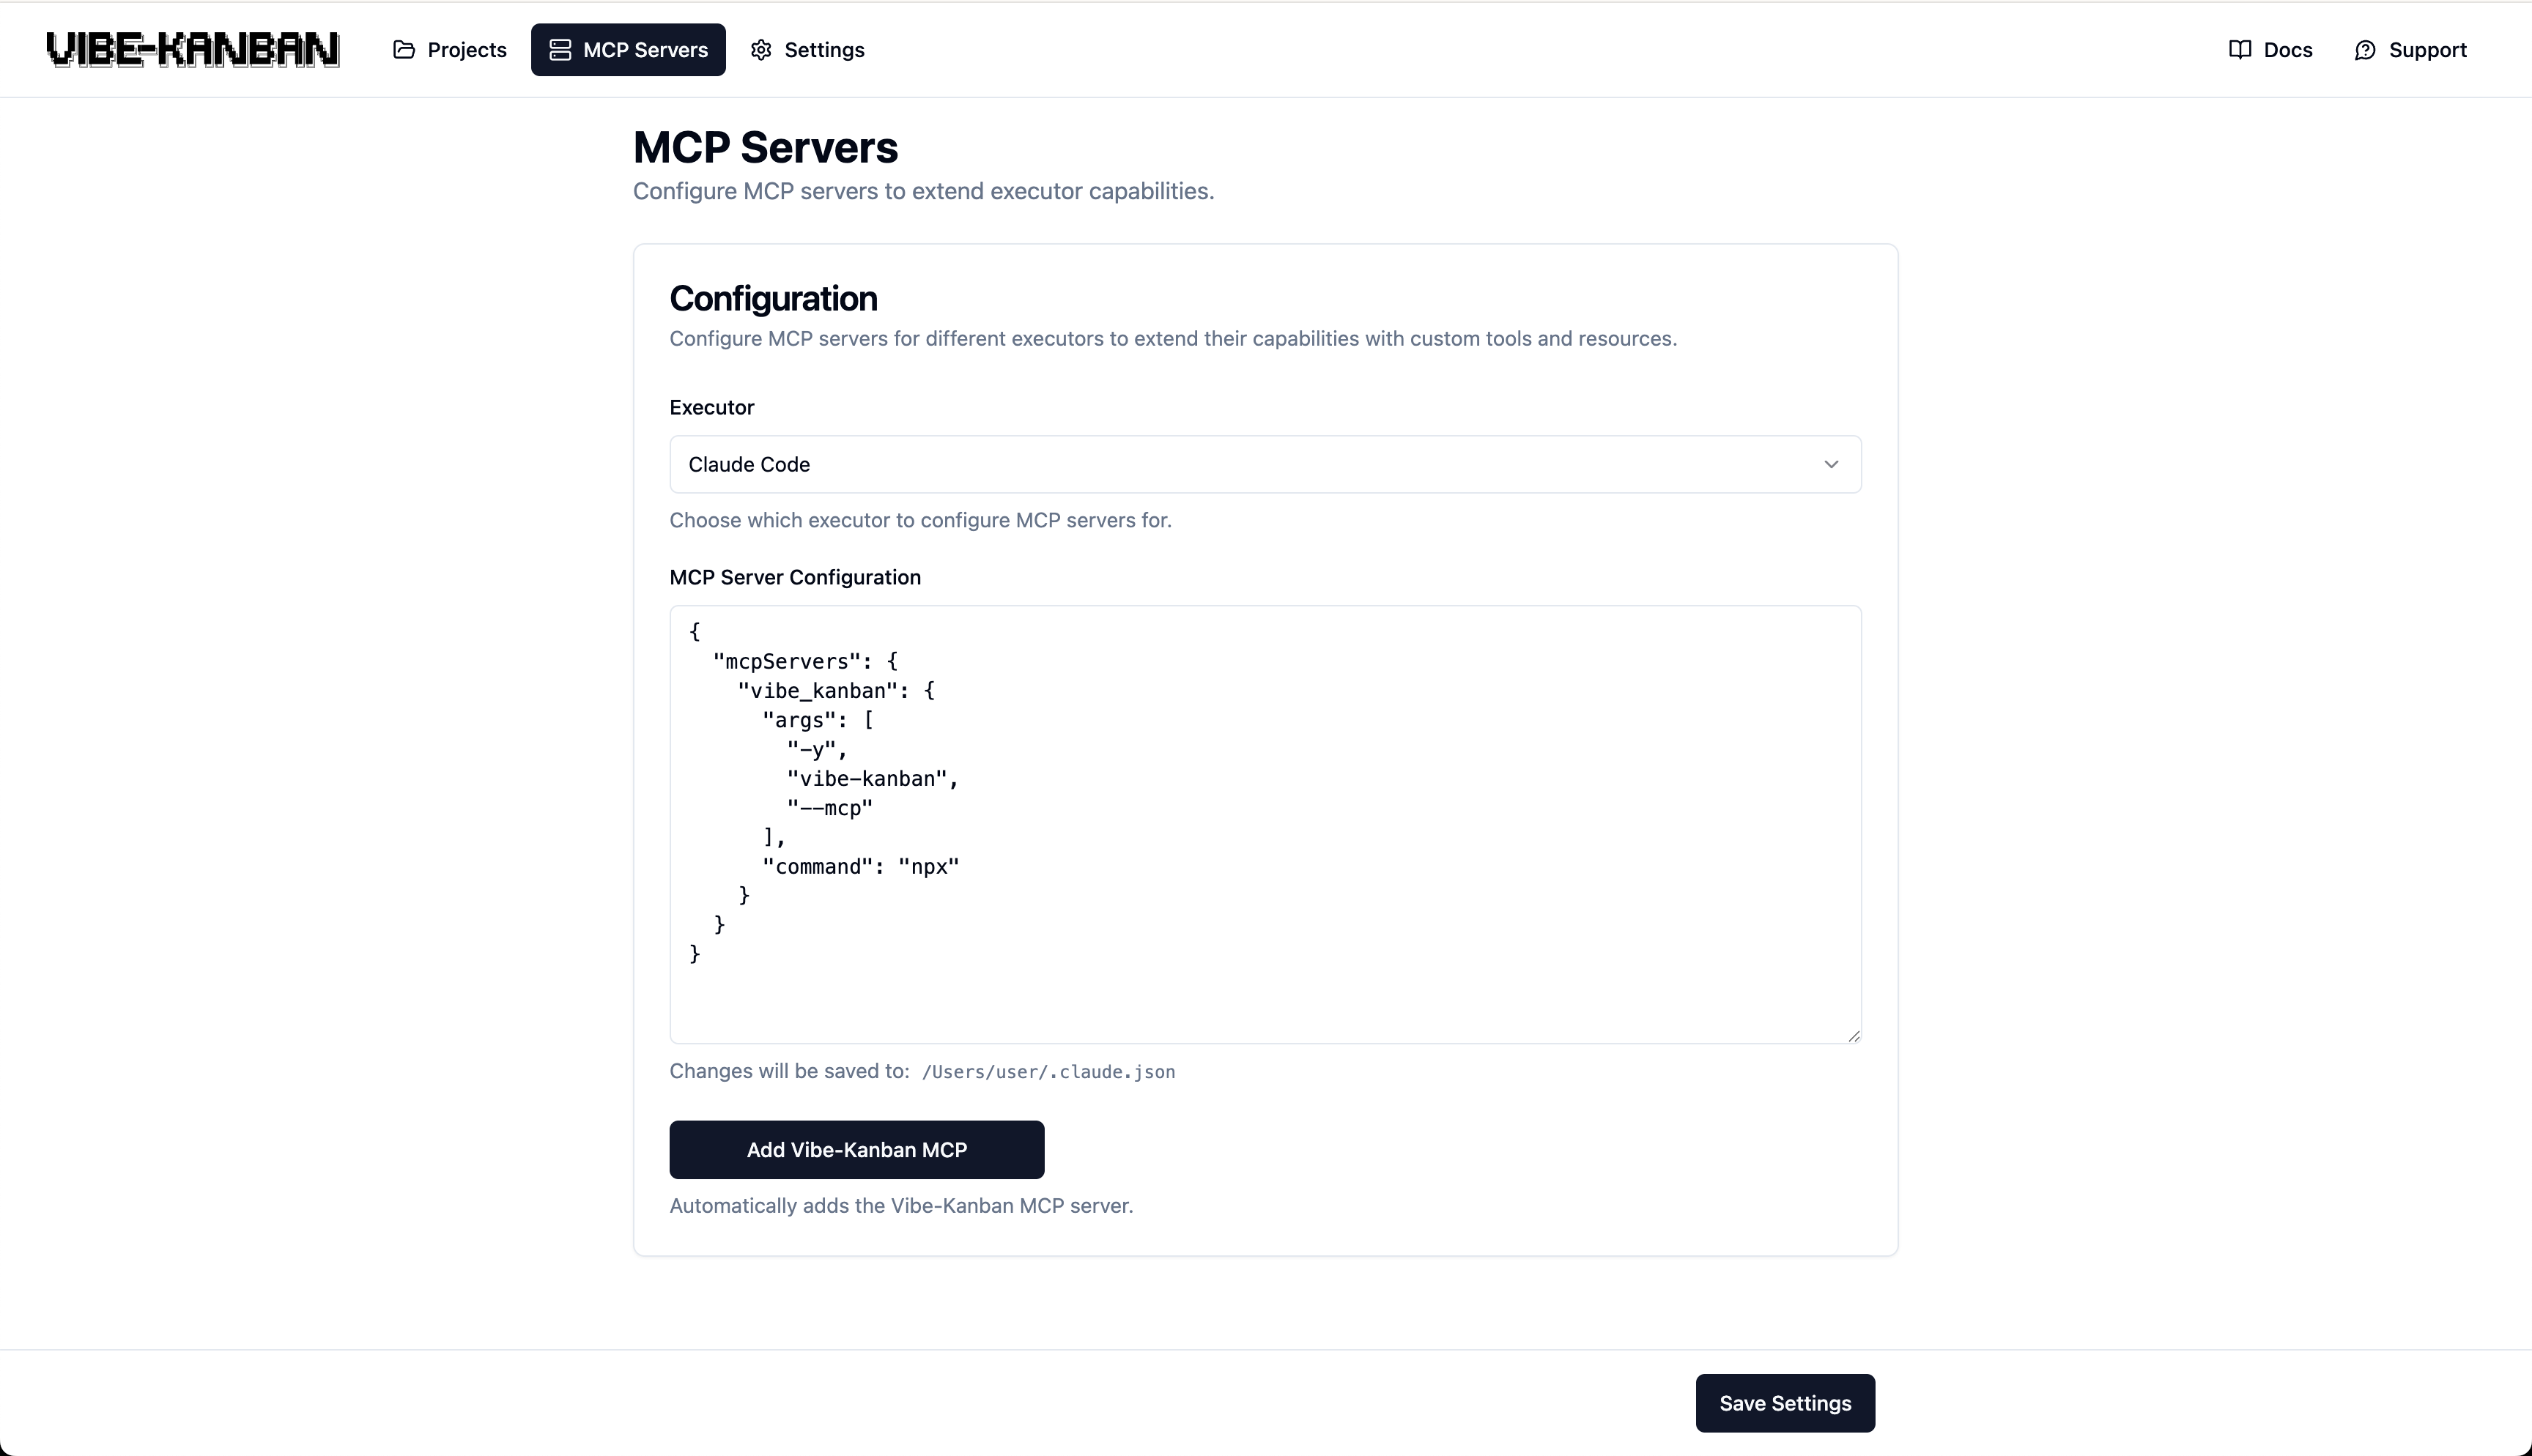 VIBE-KANBAN
Projects
MCP Servers
Settings
Docs
Support
MCP Servers
Configure MCP servers to extend executor capabilities.
Configuration
Configure MCP servers for different executors to extend their capabilities with custom tools and resources.
Executor
Claude Code
Choose which executor to configure MCP servers for.
MCP Server Configuration
{
  "mcpServers": {
    "vibe_kanban": {
      "args": [
        "-y",
        "vibe-kanban",
        "--mcp"
      ],
      "command": "npx"
    }
  }
}
Changes will be saved to: /Users/user/.claude.json
Add Vibe-Kanban MCP
Automatically adds the Vibe-Kanban MCP server.
Save Settings